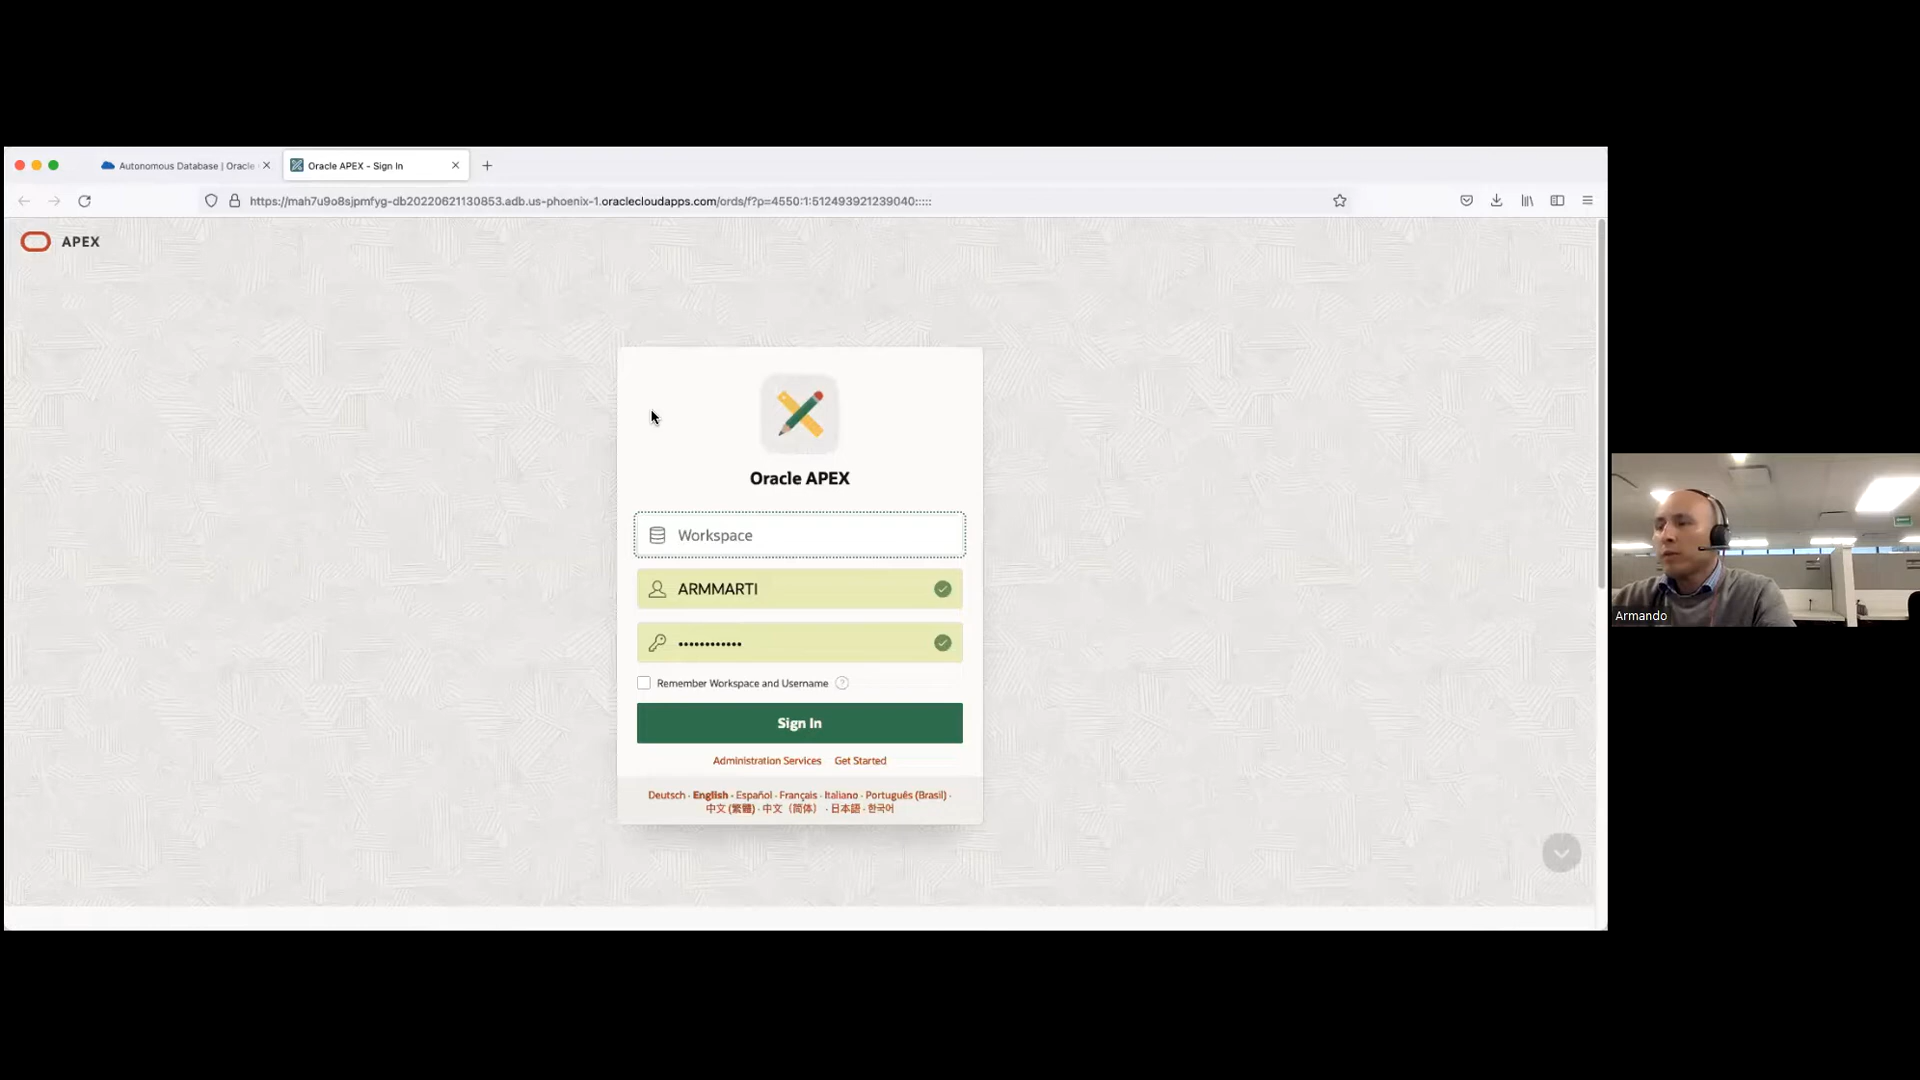 Autonomous Database | Oracle
Oracle APEX - Sign In
https://mah7u9o8sjpmfyg-db20220621130853.adb.us-phoenix-1.oraclecloudapps.com/ords/f?p=4550:1:512493921239040:::::
APEX
Oracle APEX
Workspace
ARMMARTI
••••••••••••
Remember Workspace and Username ?
Sign In
Administration Services Get Started
Deutsch · English · Español · Français · Italiano · Português (Brasil) ·
中文 (繁體) · 中文（简体） · 日本語 · 한국어
Armando